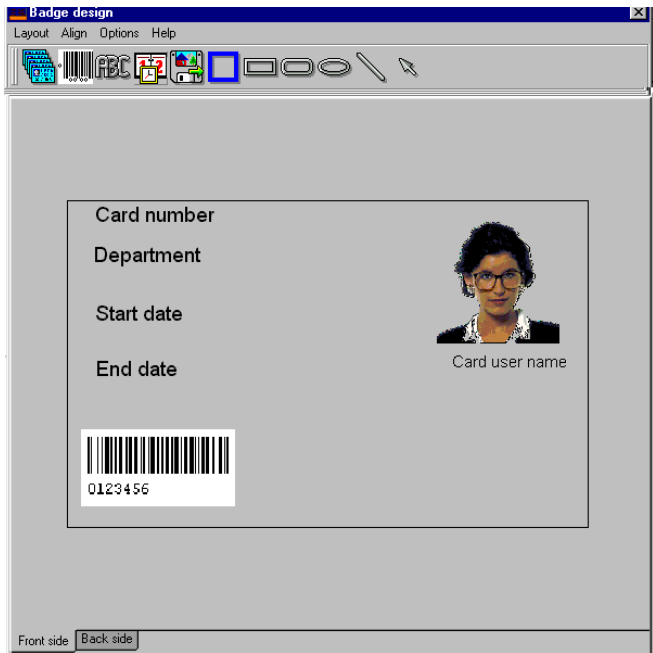 Badge design
Layout Align Options Help
ABC
Card number
Department
Start date
End date
Card user name
0123456
Front side Back side